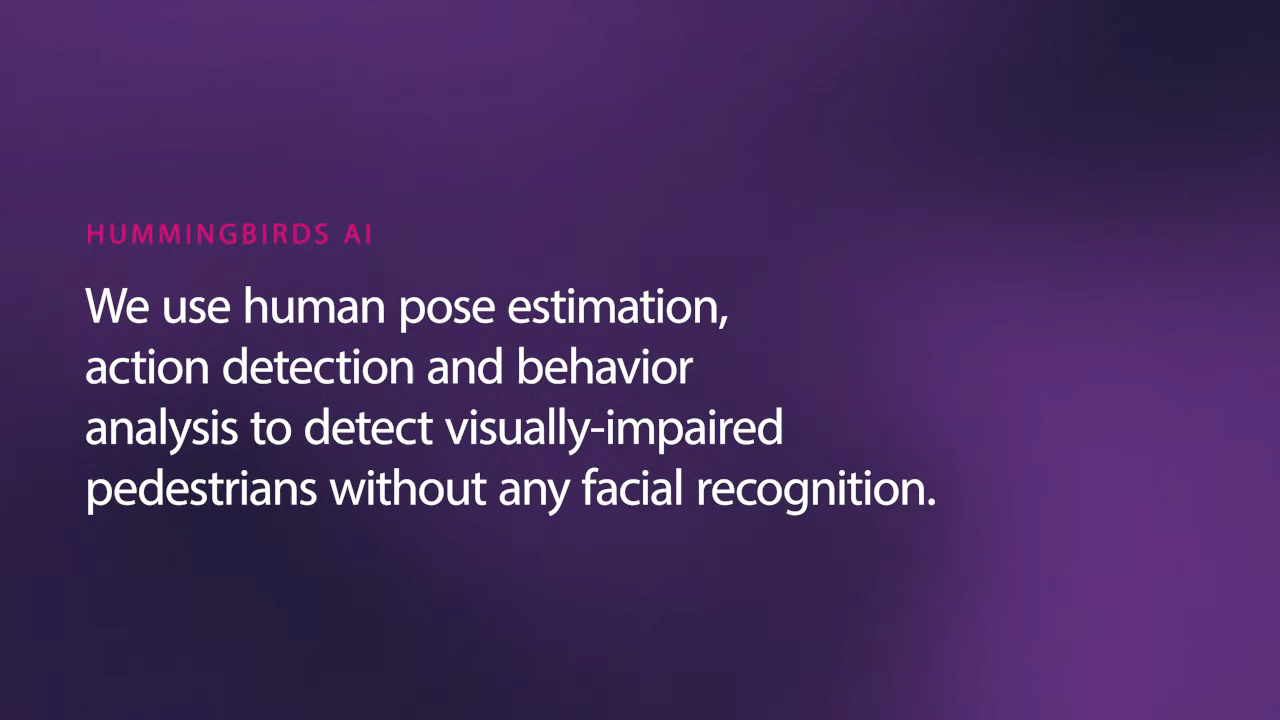 HUMMINGBIRDS AI
We use human pose estimation,
action detection and behavior
analysis to detect visually-impaired
pedestrians without any facial recognition.